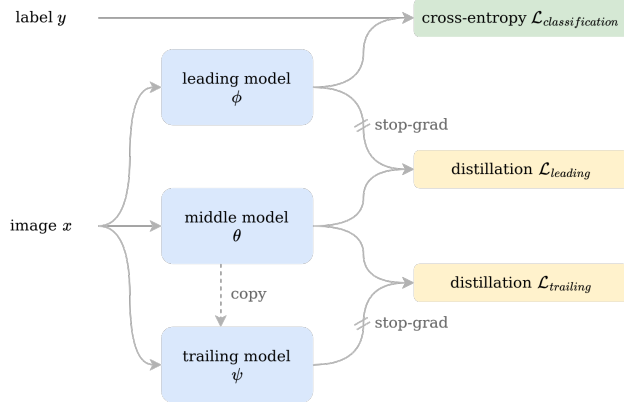 label y
cross-entropy ℒ_classification
leading model
ϕ
stop-grad
distillation ℒ_leading
image x
middle model
θ
copy
distillation ℒ_trailing
stop-grad
trailing model
ψ